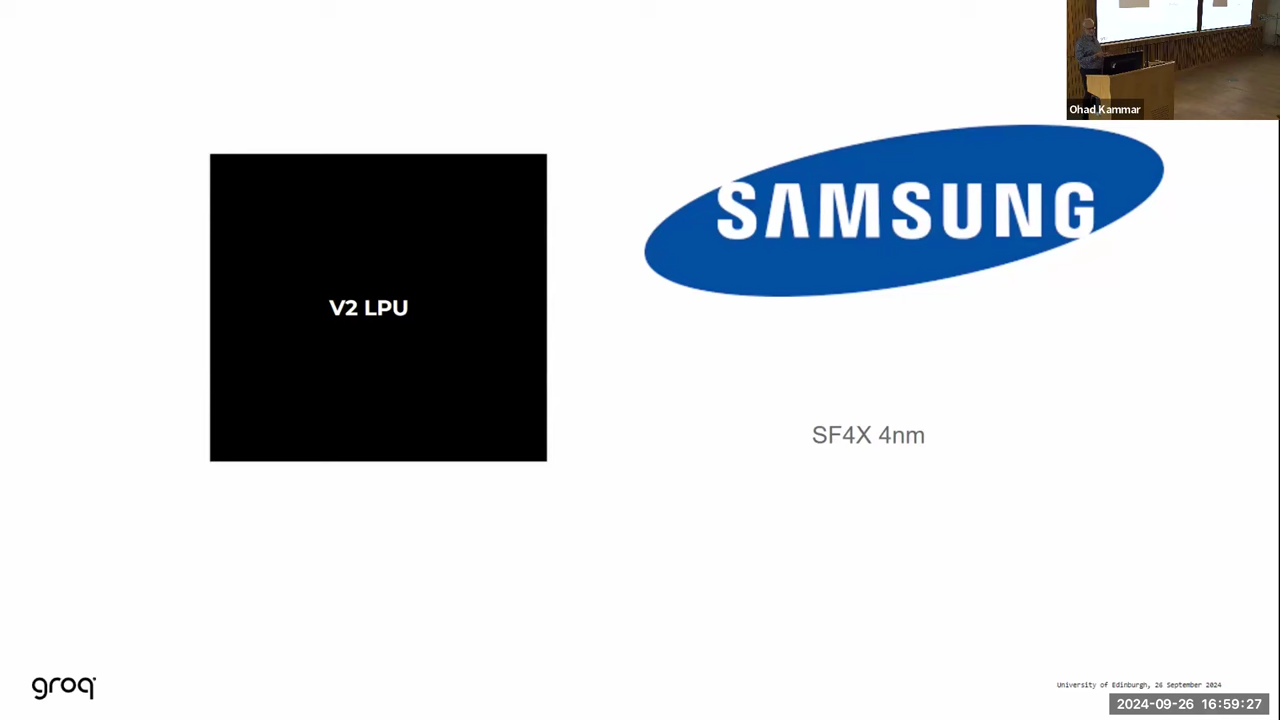 Ohad Kammar
SAMSUNG
V2 LPU
SF4X 4nm
groq
University of Edinburgh, 26 September 2024
2024-09-26 16:59:27